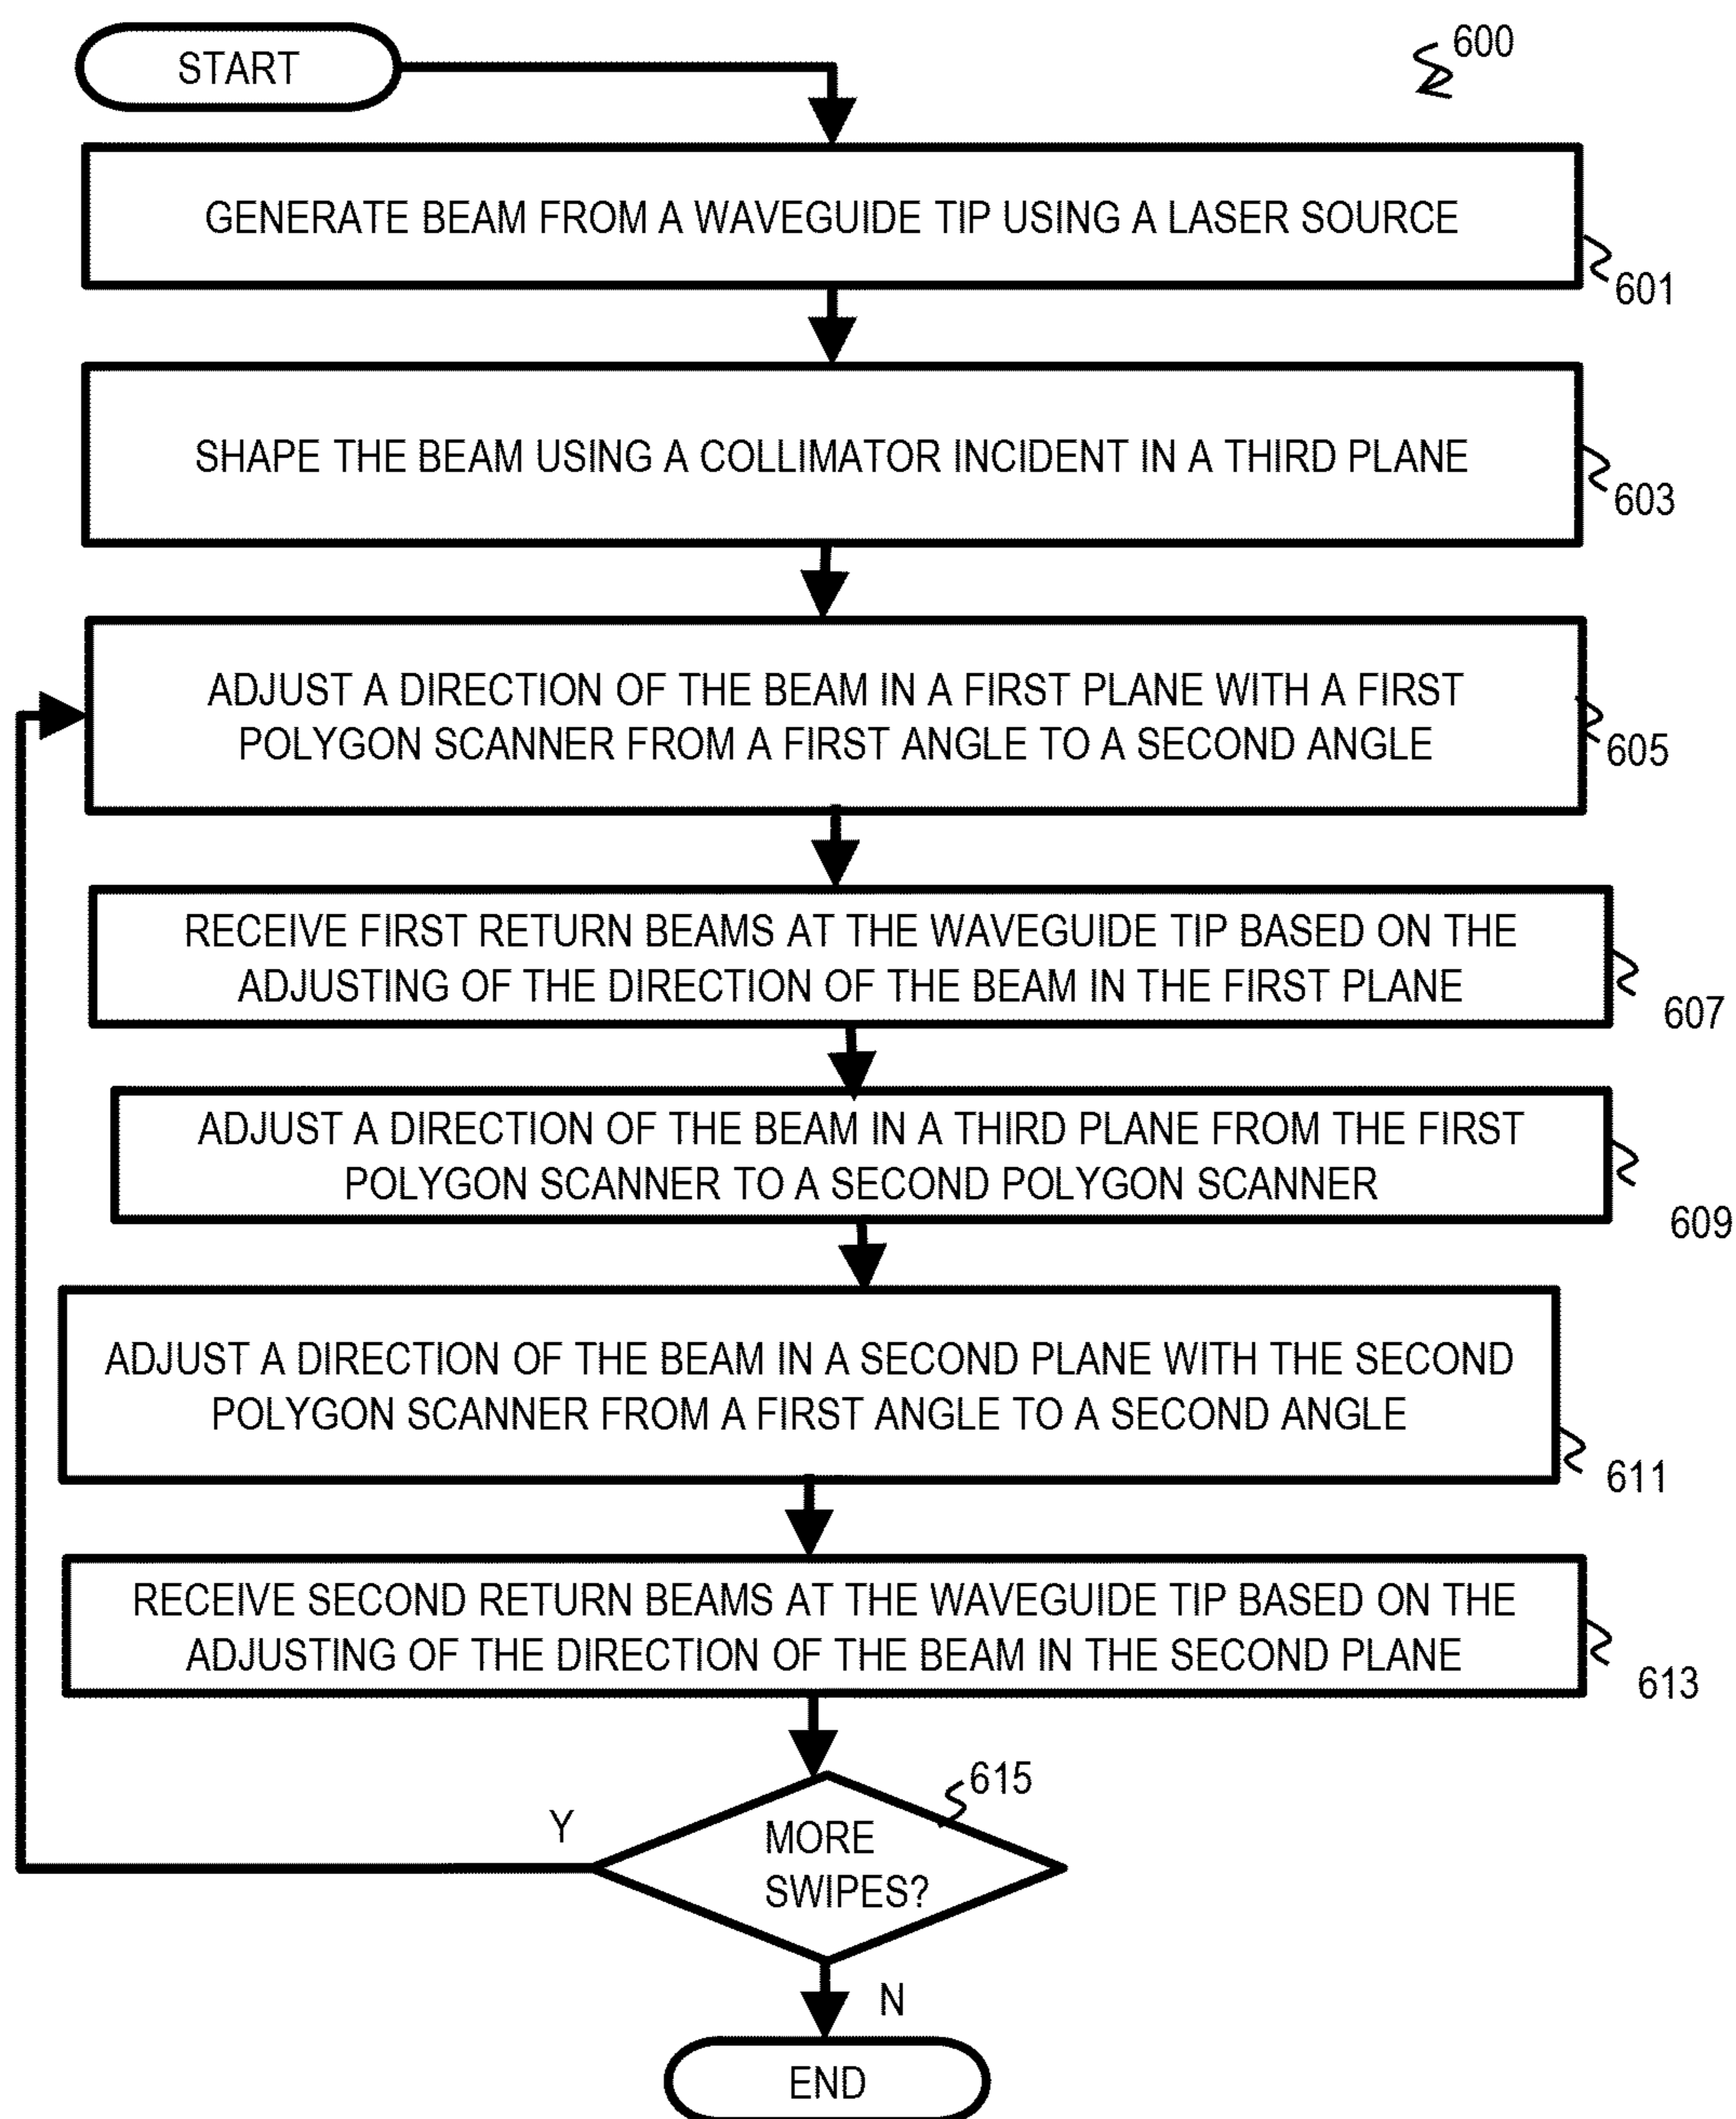 START
600
GENERATE BEAM FROM A WAVEGUIDE TIP USING A LASER SOURCE
601
SHAPE THE BEAM USING A COLLIMATOR INCIDENT IN A THIRD PLANE
603
ADJUST A DIRECTION OF THE BEAM IN A FIRST PLANE WITH A FIRST
POLYGON SCANNER FROM A FIRST ANGLE TO A SECOND ANGLE
605
RECEIVE FIRST RETURN BEAMS AT THE WAVEGUIDE TIP BASED ON THE
ADJUSTING OF THE DIRECTION OF THE BEAM IN THE FIRST PLANE
607
ADJUST A DIRECTION OF THE BEAM IN A THIRD PLANE FROM THE FIRST
POLYGON SCANNER TO A SECOND POLYGON SCANNER
609
ADJUST A DIRECTION OF THE BEAM IN A SECOND PLANE WITH THE SECOND
POLYGON SCANNER FROM A FIRST ANGLE TO A SECOND ANGLE
611
RECEIVE SECOND RETURN BEAMS AT THE WAVEGUIDE TIP BASED ON THE
ADJUSTING OF THE DIRECTION OF THE BEAM IN THE SECOND PLANE
613
615
Y
MORE
SWIPES?
N
END